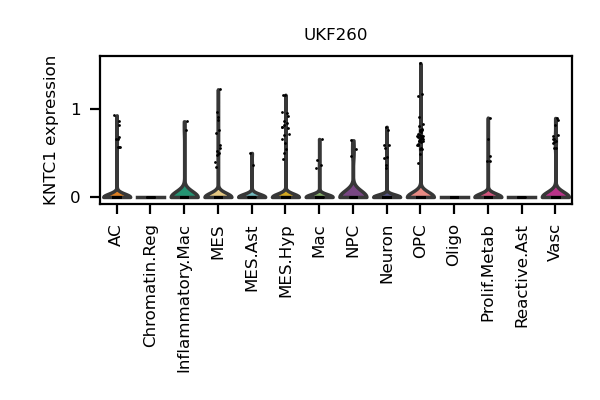 UKF260
KNTC1 expression
1
0
AC
Chromatin.Reg
Inflammatory.Mac
MES
MES.Ast
MES.Hyp
Mac
NPC
Neuron
OPC
Oligo
Prolif.Metab
Reactive.Ast
Vasc